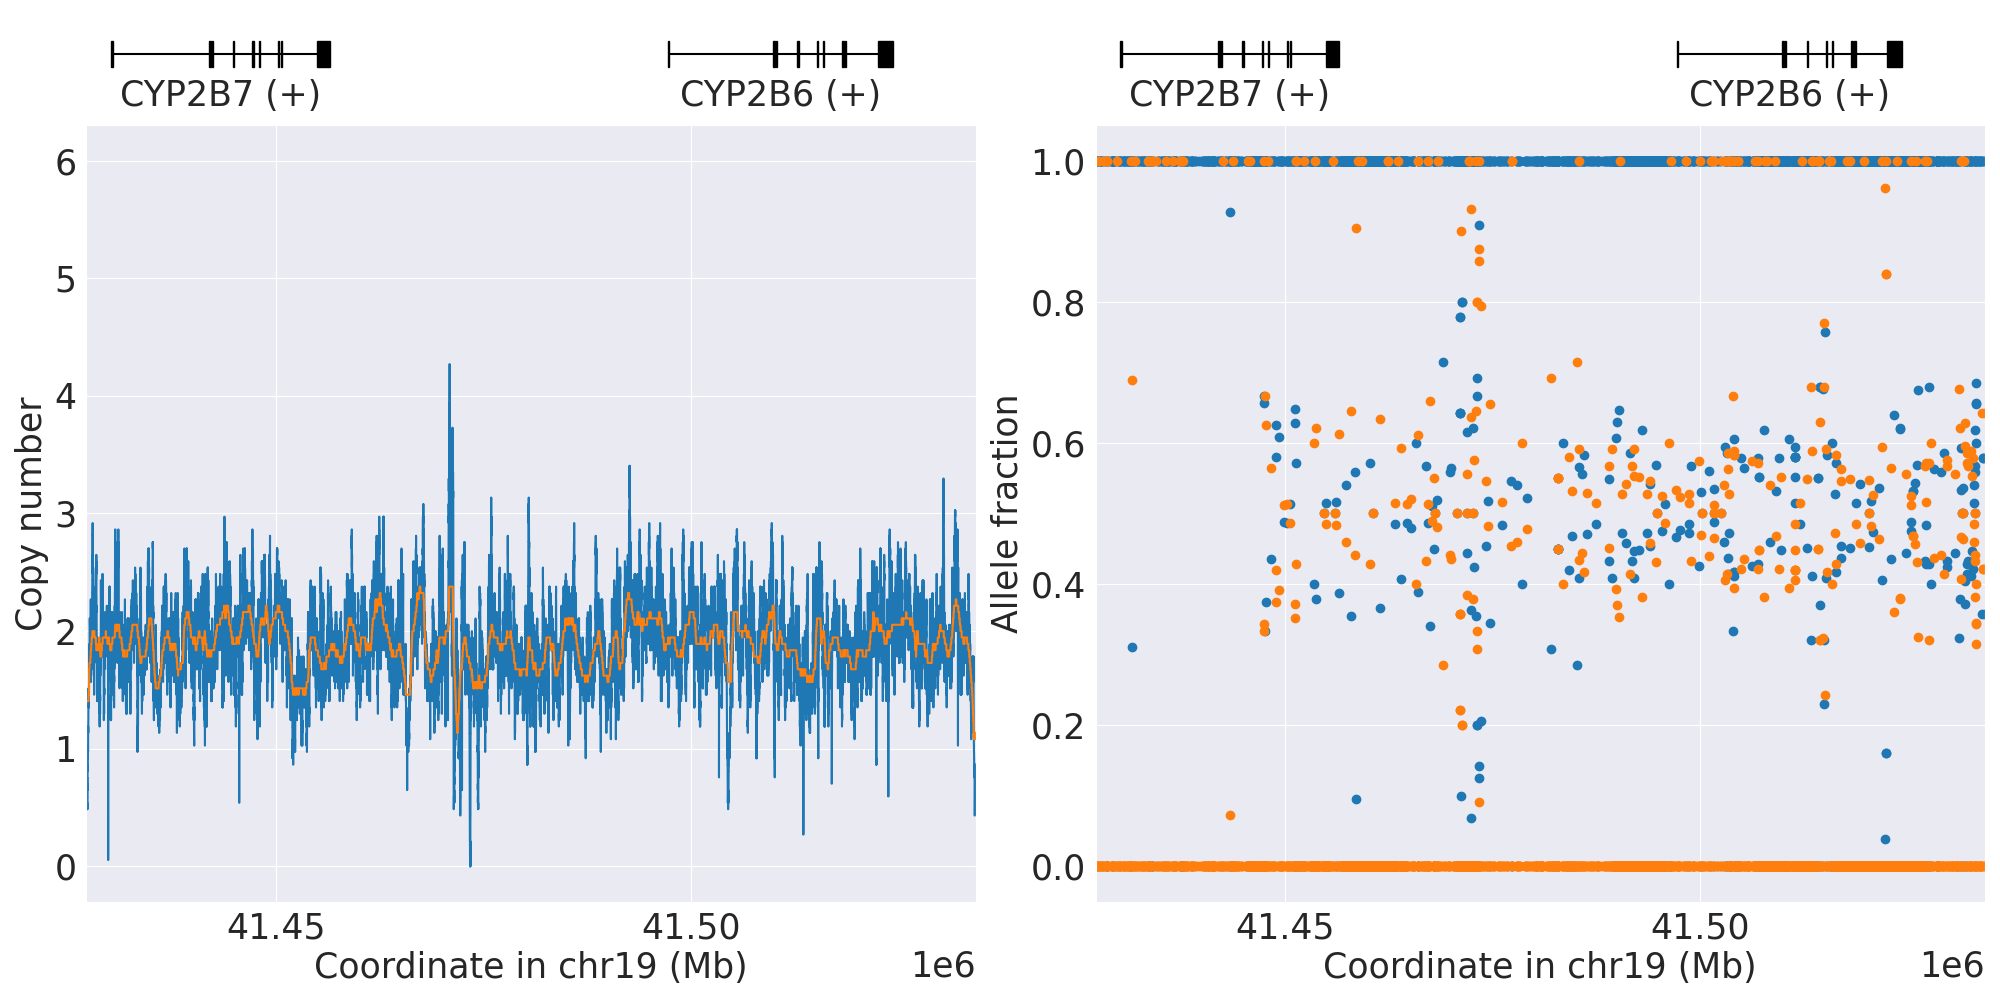 CYP2B7 (+) CYP2B6 (+)
6
5
4
3
2
1
0
Copy number
41.45 41.50
Coordinate in chr19 (Mb) 1e6
CYP2B7 (+) CYP2B6 (+)
1.0
0.8
0.6
0.4
0.2
0.0
Allele fraction
41.45 41.50
Coordinate in chr19 (Mb) 1e6